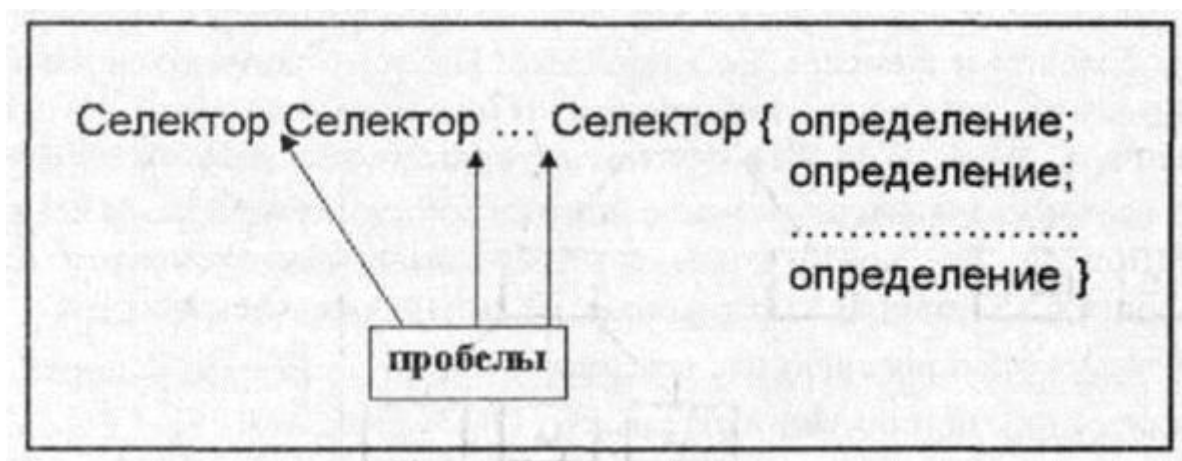 Селектор Селектор ... Селектор { определение;
определение;
....................
определение }
пробелы